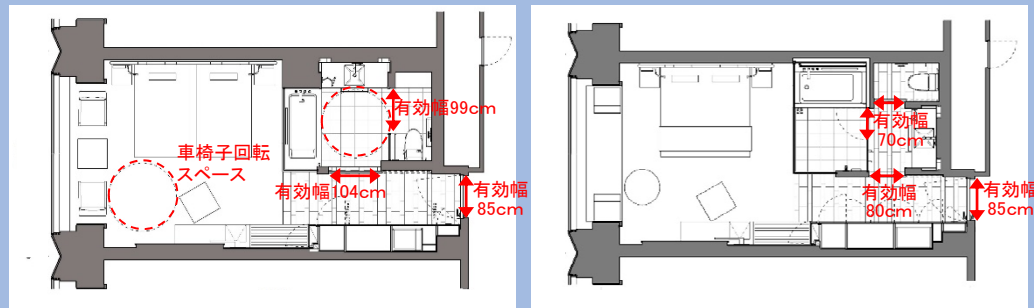 有効幅99cm
車椅子回転
スペース
有効幅104cm
有効幅
85cm
有効幅
70cm
有効幅
80cm
有効幅
85cm